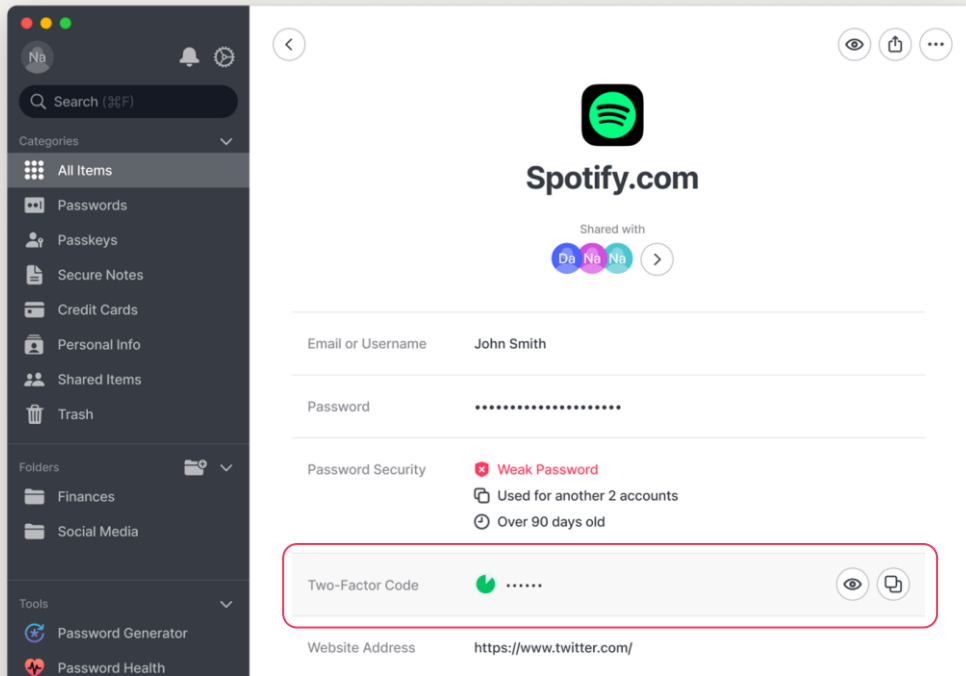 Na
Search (⌘F)
Categories
All Items
Passwords
Passkeys
Secure Notes
Credit Cards
Personal Info
Shared Items
Trash
Folders
Finances
Social Media
Tools
Password Generator
Password Health
Spotify.com
Shared with
Da Na Na
Email or Username John Smith
Password •••••••••••••••••••••
Password Security Weak Password
Used for another 2 accounts
Over 90 days old
Two-Factor Code ••••••
Website Address https://www.twitter.com/